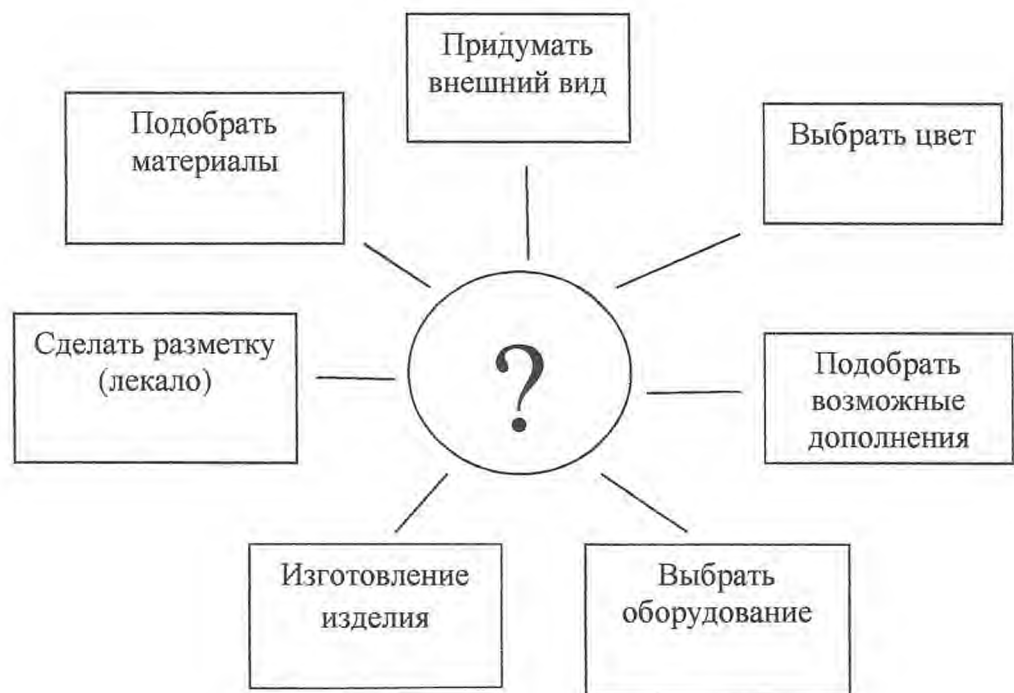 Придумать
внешний вид
Подобрать
материалы
Выбрать цвет
Сделать разметку
(лекало)
?
Подобрать
возможные
дополнения
Изготовление
изделия
Выбрать
оборудование